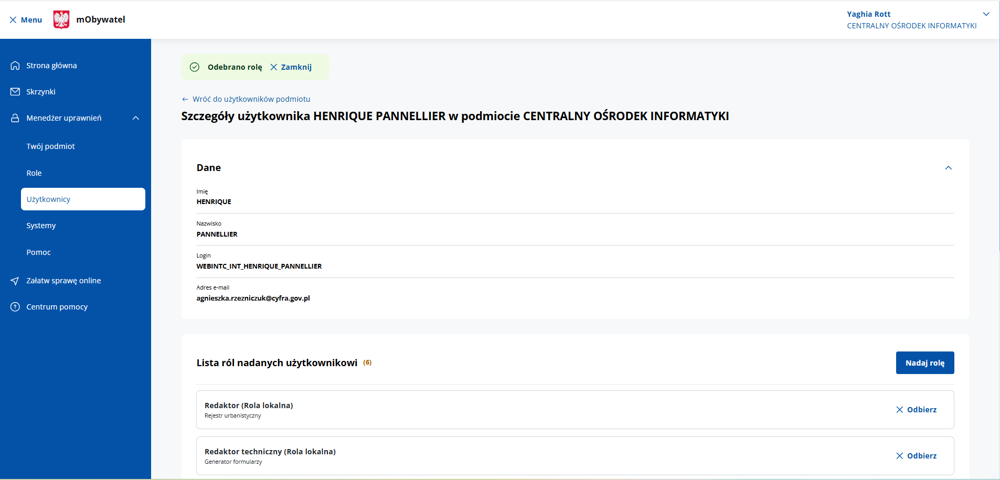 Menu
mObywatel
Yaghia Rott
CENTRALNY OŚRODEK INFORMATYKI
Strona główna
Skrzynki
Menedżer uprawnień
Twój podmiot
Role
Użytkownicy
Systemy
Pomoc
Załatw sprawę online
Centrum pomocy
Odebrano rolę
Zamknij
Wróć do użytkowników podmiotu
Szczegóły użytkownika HENRIQUE PANNELLIER w podmiocie CENTRALNY OŚRODEK INFORMATYKI
Dane
Imię
HENRIQUE
Nazwisko
PANNELLIER
Login
WEBINTC_INT_HENRIQUE_PANNELLIER
Adres e-mail
agnieszka.rzezniczuk@cyfra.gov.pl
Lista ról nadanych użytkownikowi (6)
Nadaj rolę
Redaktor (Rola lokalna)
Rejestr urbanistyczny
Odbierz
Redaktor techniczny (Rola lokalna)
Generator formularzy
Odbierz